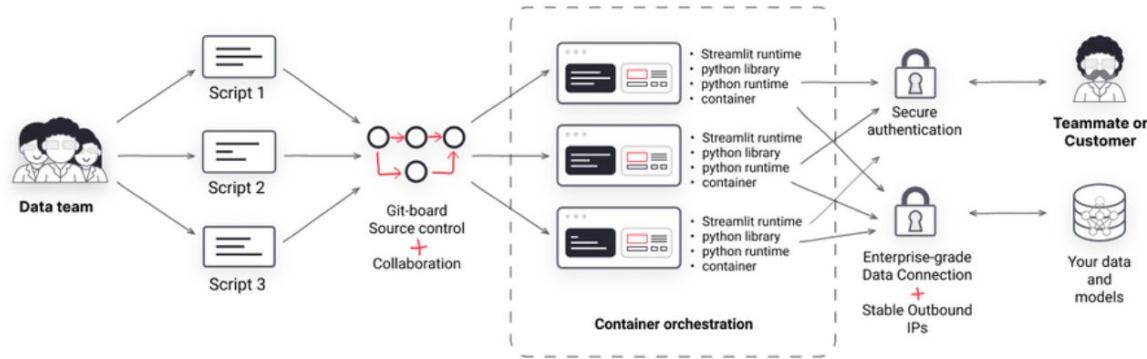 Data team
Script 1
Script 2
Script 3
Git-board
Source control
+
Collaboration
• Streamlit runtime
• python library
• python runtime
• container
• Streamlit runtime
• python library
• python runtime
• container
• Streamlit runtime
• python library
• python runtime
• container
Container orchestration
Secure
authentication
Enterprise-grade
Data Connection
+
Stable Outbound
IPs
Teammate or
Customer
Your data
and
models